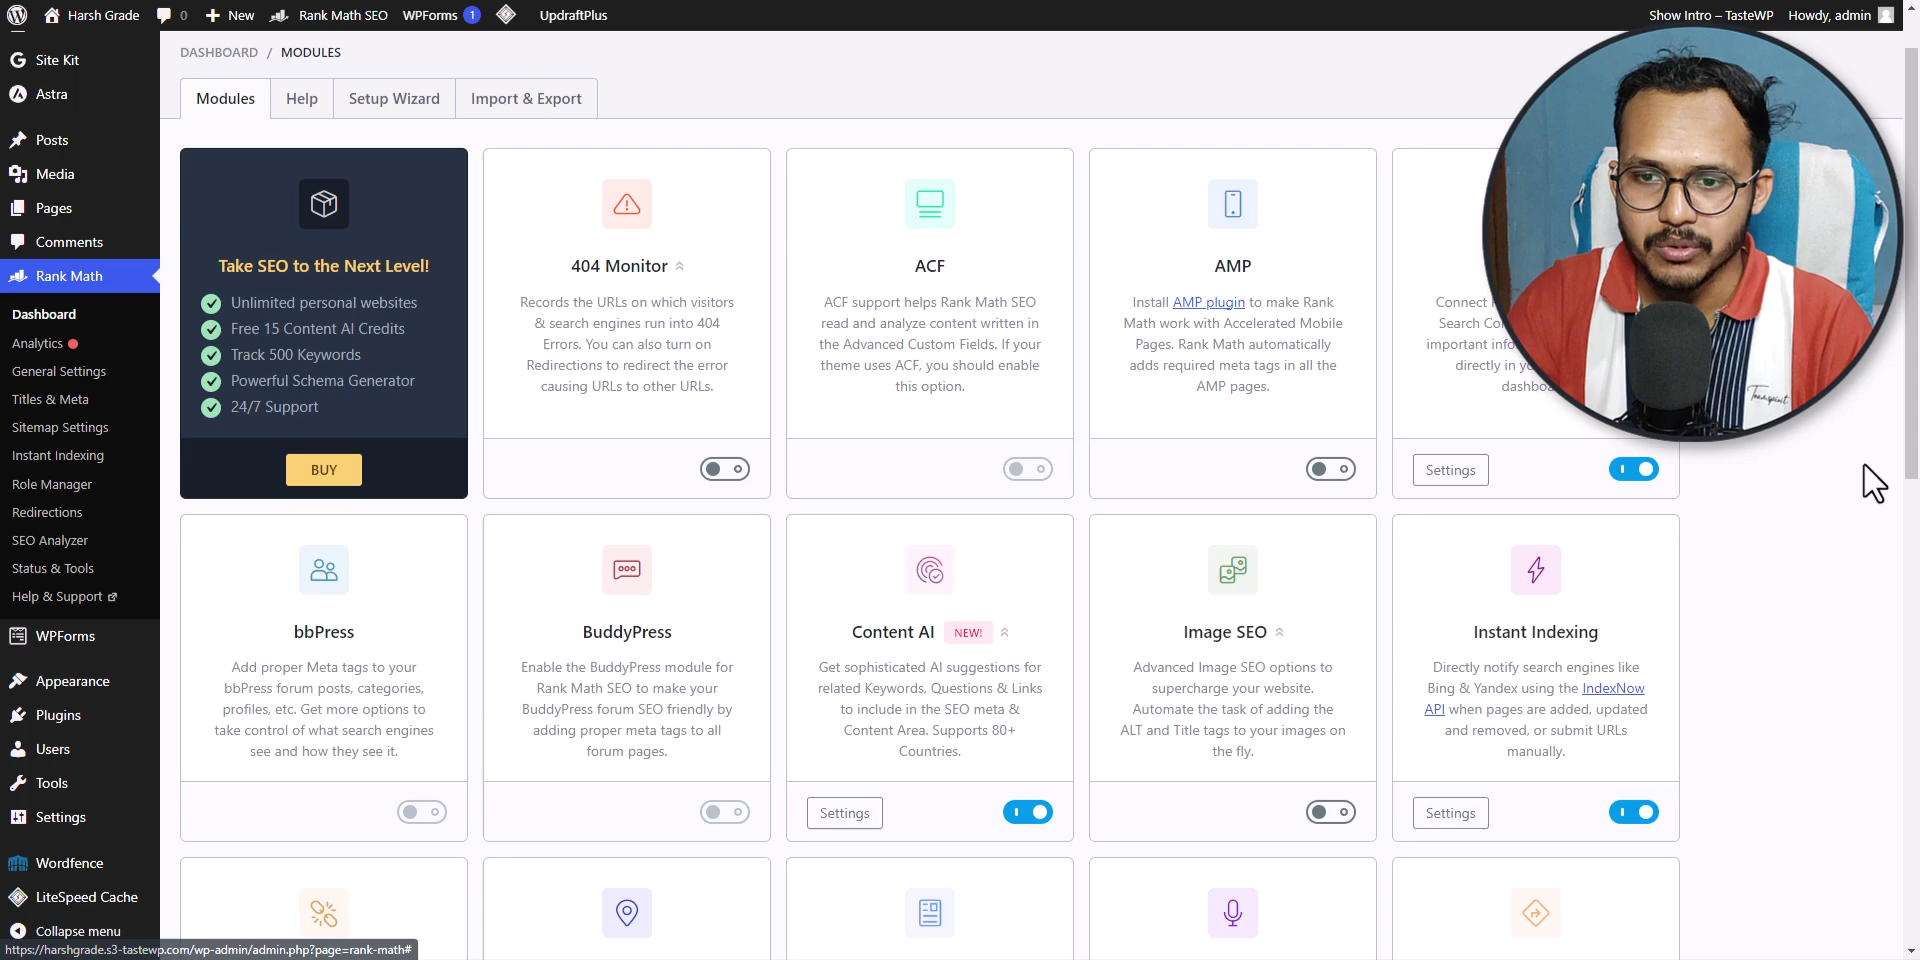 Harsh Grade
0
New
Rank Math SEO
WPForms 1
UpdraftPlus
Show Intro – TasteWP
Howdy, admin
Site Kit
Astra
Posts
Media
Pages
Comments
Rank Math
Dashboard
Analytics
General Settings
Titles & Meta
Sitemap Settings
Instant Indexing
Role Manager
Redirections
SEO Analyzer
Status & Tools
Help & Support
WPForms
Appearance
Plugins
Users
Tools
Settings
Wordfence
LiteSpeed Cache
Collapse menu
https://harshgrade.s3-tastewp.com/wp-admin/admin.php?page=rank-math#
DASHBOARD / MODULES
Modules
Help
Setup Wizard
Import & Export
Take SEO to the Next Level!
Unlimited personal websites
Free 15 Content AI Credits
Track 500 Keywords
Powerful Schema Generator
24/7 Support
BUY
404 Monitor
Records the URLs on which visitors
& search engines run into 404
Errors. You can also turn on
Redirections to redirect the error
causing URLs to other URLs.
ACF
ACF support helps Rank Math SEO
read and analyze content written in
the Advanced Custom Fields. If your
theme uses ACF, you should enable
this option.
AMP
Install AMP plugin to make Rank
Math work with Accelerated Mobile
Pages. Rank Math automatically
adds required meta tags in all the
AMP pages.
Connect
Search
important
directly in
Settings
bbPress
Add proper Meta tags to your
bbPress forum posts, categories,
profiles, etc. Get more options to
take control of what search engines
see and how they see it.
BuddyPress
Enable the BuddyPress module for
Rank Math SEO to make your
BuddyPress forum SEO friendly by
adding proper meta tags to all
forum pages.
Content AI NEW!
Get sophisticated AI suggestions for
related Keywords, Questions & Links
to include in the SEO meta &
Content Area. Supports 80+
Countries.
Settings
Image SEO
Advanced Image SEO options to
supercharge your website.
Automate the task of adding the
ALT and Title tags to your images on
the fly.
Instant Indexing
Directly notify search engines like
Bing & Yandex using the IndexNow
API when pages are added, updated
and removed, or submit URLs
manually.
Settings